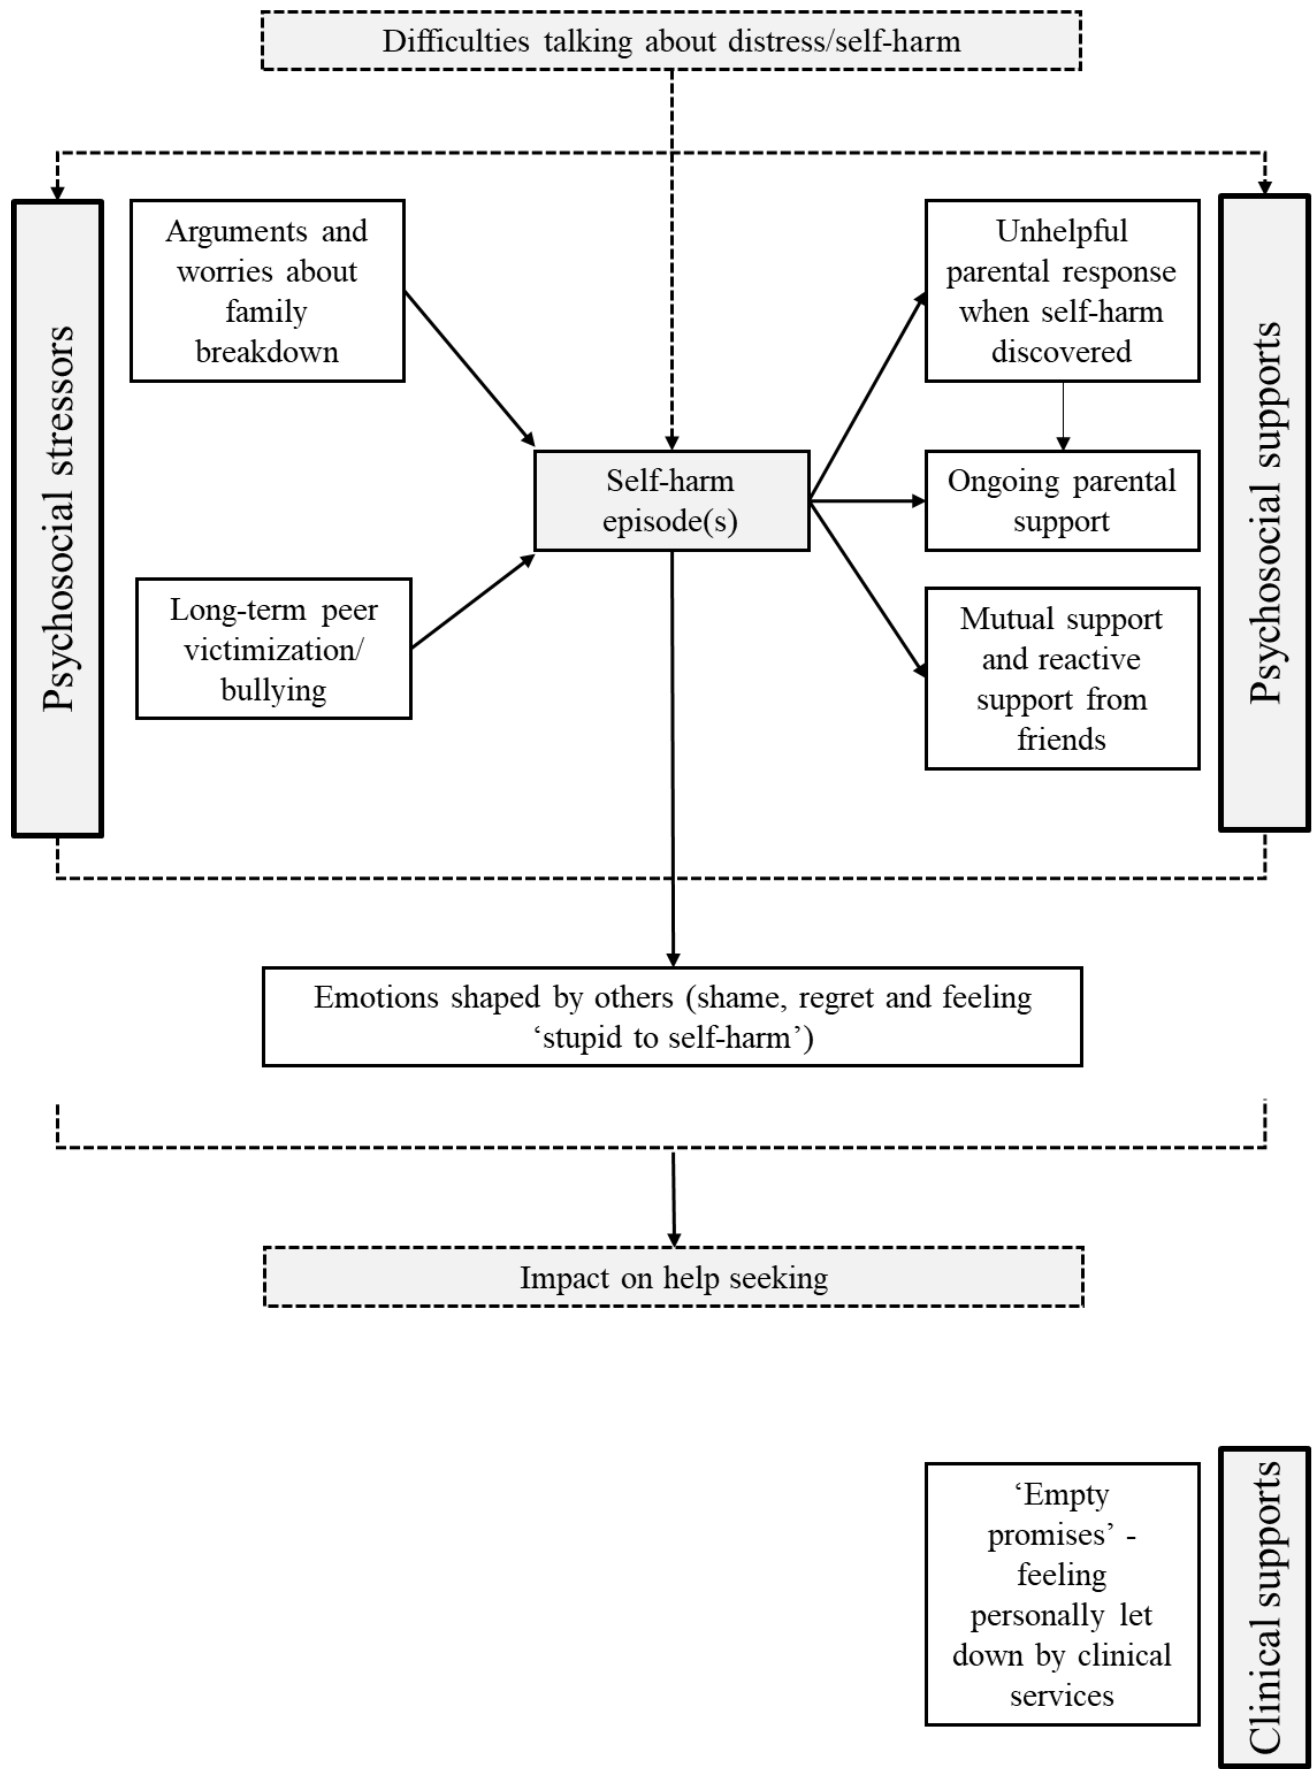 Difficulties talking about distress/self-harm
Psychosocial stressors
Arguments and
worries about
family
breakdown
Long-term peer
victimization/
bullying
Self-harm
episode(s)
Unhelpful
parental response
when self-harm
discovered
Ongoing parental
support
Mutual support
and reactive
support from
friends
Psychosocial supports
Emotions shaped by others (shame, regret and feeling
‘stupid to self-harm’)
Impact on help seeking
‘Empty
promises’ -
feeling
personally let
down by clinical
services
Clinical supports